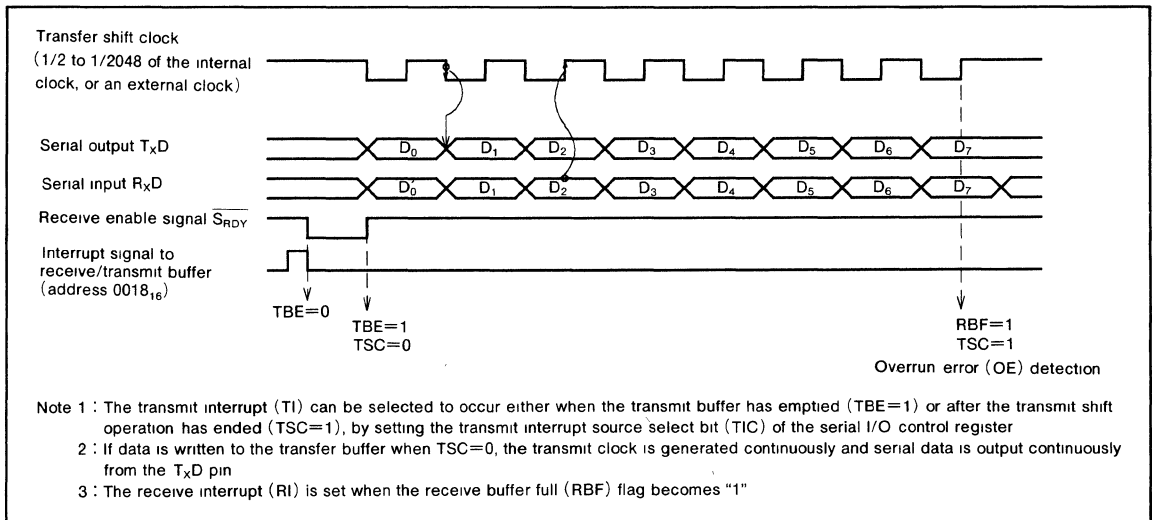 Transfer shift clock
(1/2 to 1/2048 of the internal
clock, or an external clock)
Serial output TxD
D0 D1 D2 D3 D4 D5 D6 D7
Serial input RxD
D0 D1 D2 D3 D4 D5 D6 D7
Receive enable signal S̅R̅D̅Y̅
Interrupt signal to
receive/transmit buffer
(address 0018₁₆)
TBE=0
TBE=1
TSC=0
RBF=1
TSC=1
Overrun error (OE) detection
Note 1 : The transmit interrupt (TI) can be selected to occur either when the transmit buffer has emptied (TBE=1) or after the transmit shift
operation has ended (TSC=1), by setting the transmit interrupt source select bit (TIC) of the serial I/O control register
2 : If data is written to the transfer buffer when TSC=0, the transmit clock is generated continuously and serial data is output continuously
from the TxD pin
3 : The receive interrupt (RI) is set when the receive buffer full (RBF) flag becomes “1”